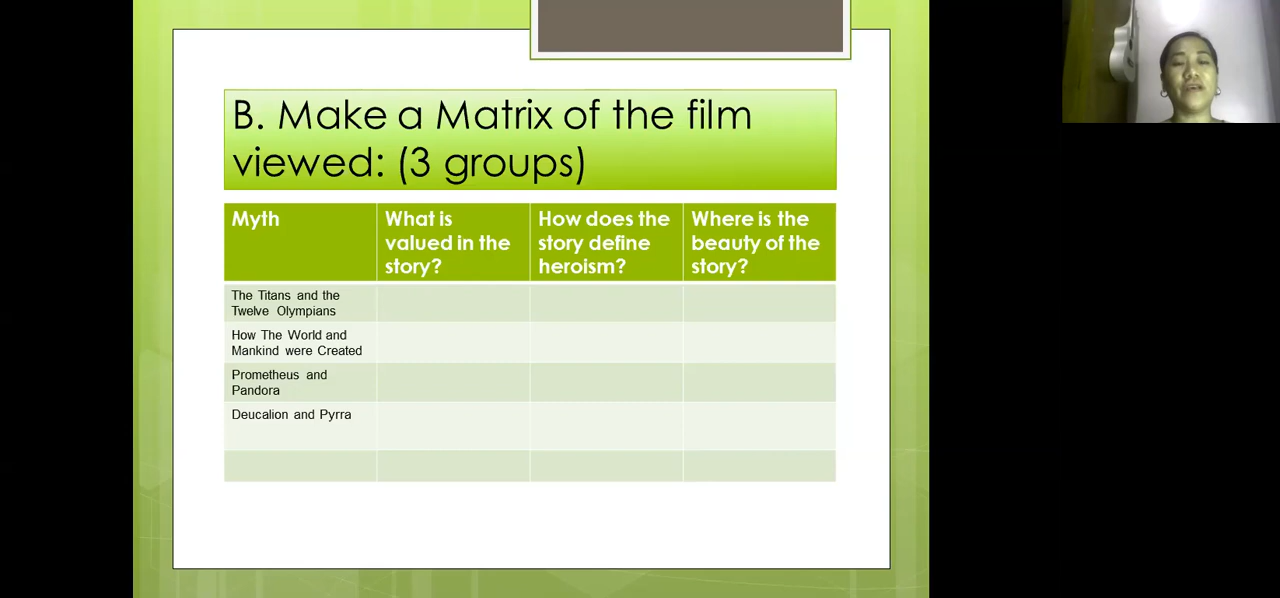 B. Make a Matrix of the film
viewed: (3 groups)
Myth
What is
valued in the
story?
How does the
story define
heroism?
Where is the
beauty of the
story?
The Titans and the
Twelve Olympians
How The World and
Mankind were Created
Prometheus and
Pandora
Deucalion and Pyrra